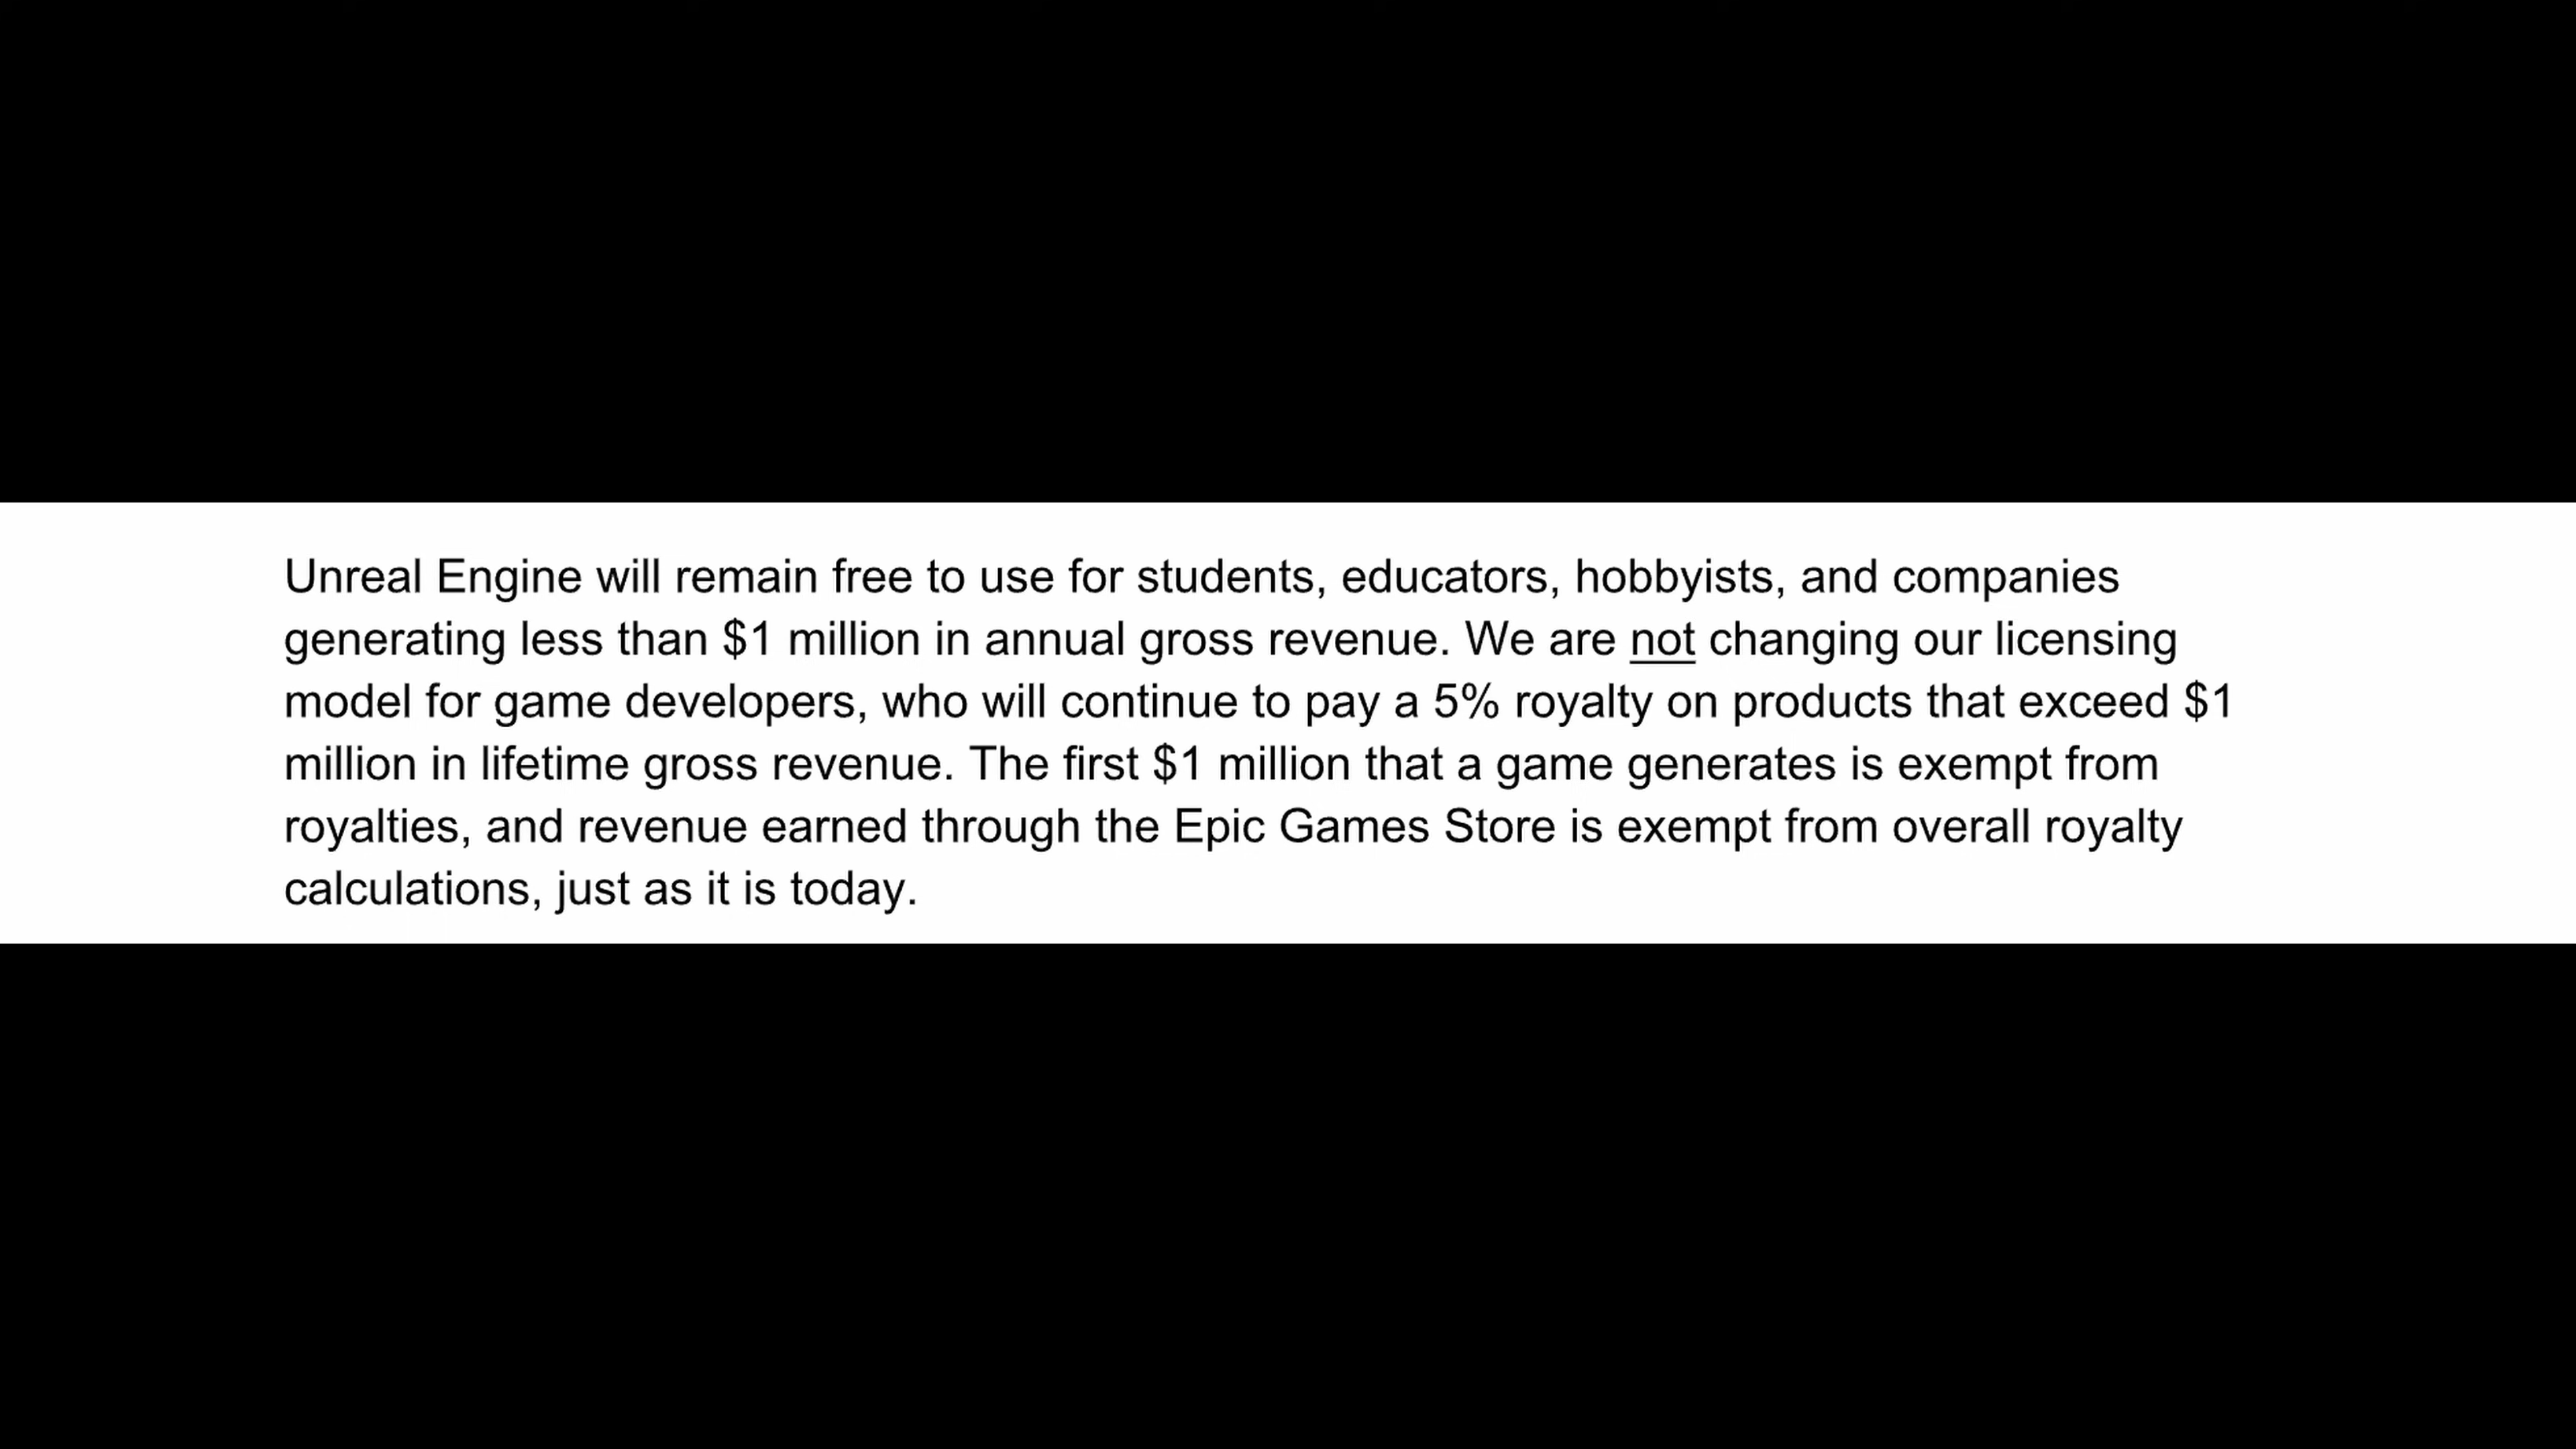 Unreal Engine will remain free to use for students, educators, hobbyists, and companies
generating less than $1 million in annual gross revenue. We are not changing our licensing
model for game developers, who will continue to pay a 5% royalty on products that exceed $1
million in lifetime gross revenue. The first $1 million that a game generates is exempt from
royalties, and revenue earned through the Epic Games Store is exempt from overall royalty
calculations, just as it is today.